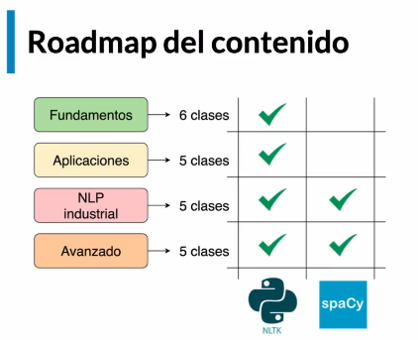 Roadmap del contenido
Fundamentos 6 clases
Aplicaciones 5 clases
NLP
industrial 5 clases
Avanzado 5 clases
NLTK spaCy